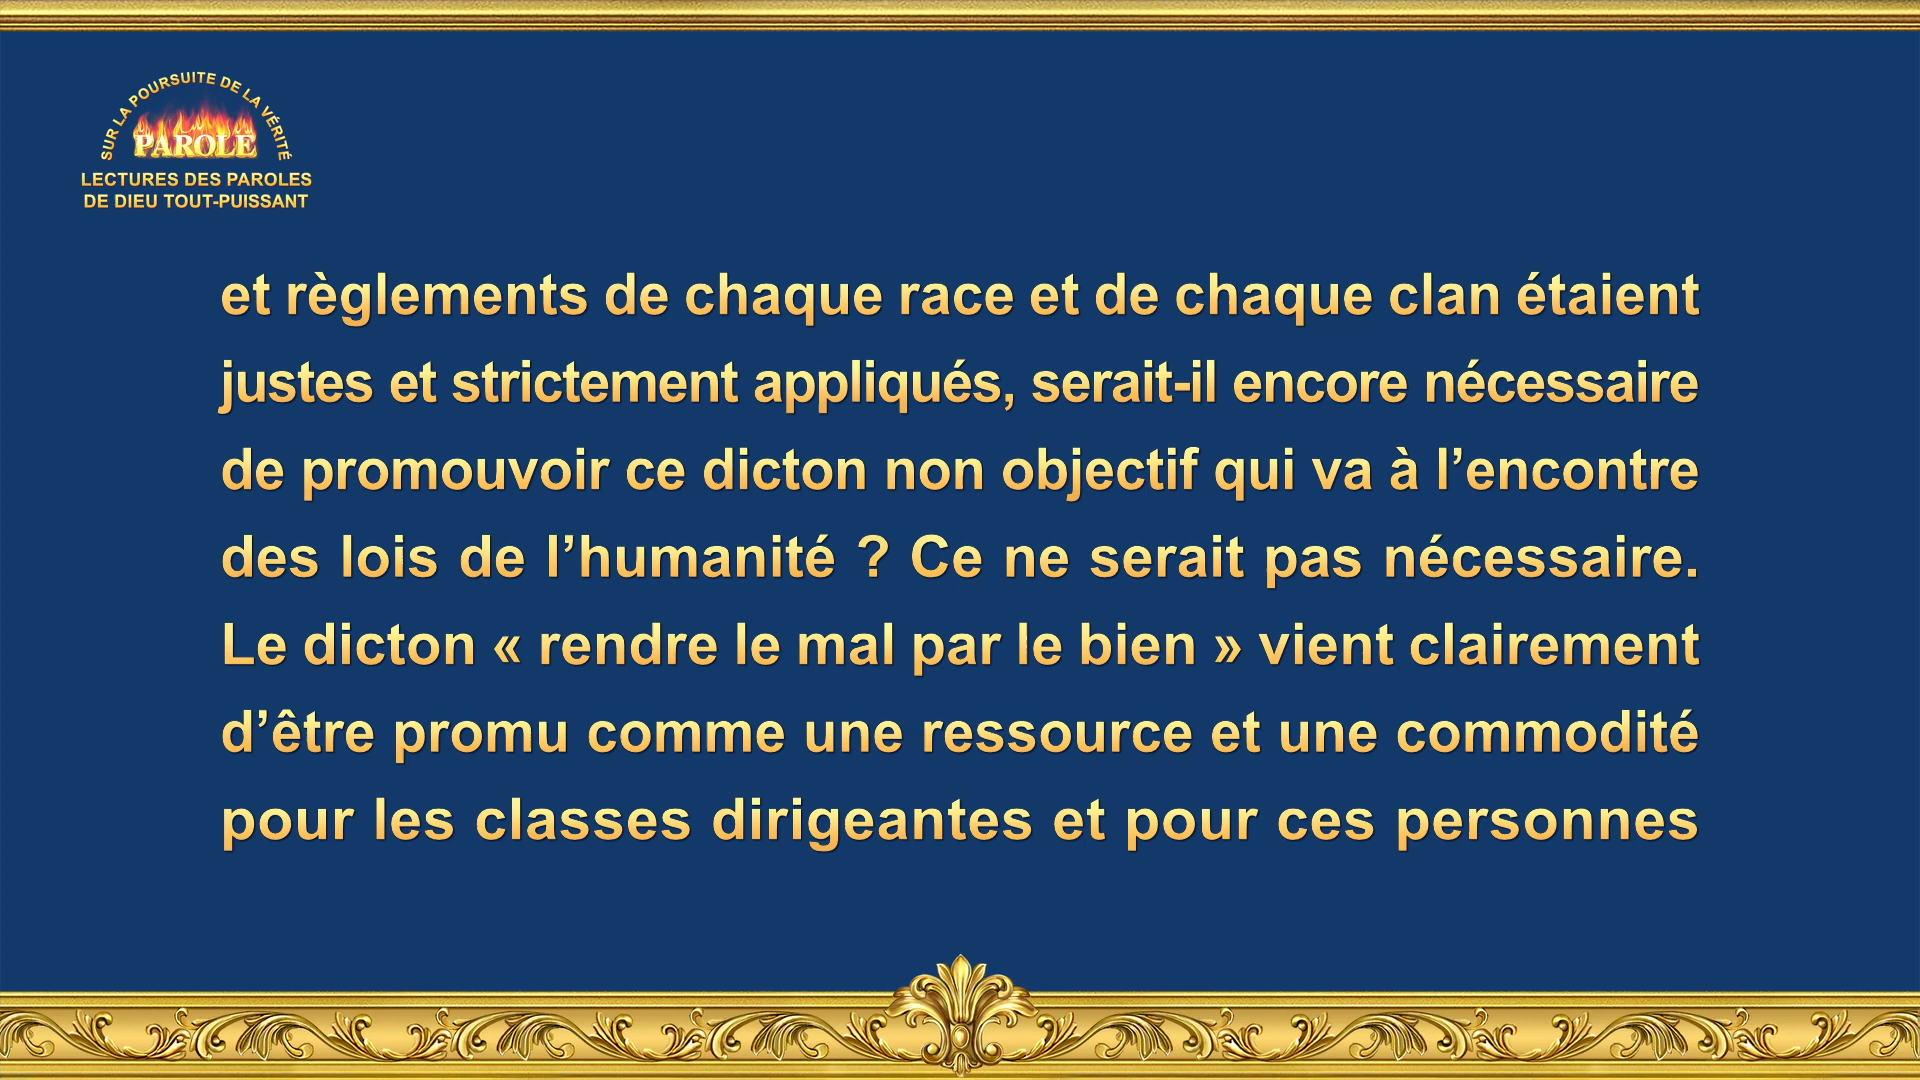 SUR LA POURSUITE DE LA VÉRITÉ
PAROLE
LECTURES DES PAROLES
DE DIEU TOUT-PUISSANT
et règlements de chaque race et de chaque clan étaient
justes et strictement appliqués, serait-il encore nécessaire
de promouvoir ce dicton non objectif qui va à l’encontre
des lois de l’humanité ? Ce ne serait pas nécessaire.
Le dicton « rendre le mal par le bien » vient clairement
d’être promu comme une ressource et une commodité
pour les classes dirigeantes et pour ces personnes